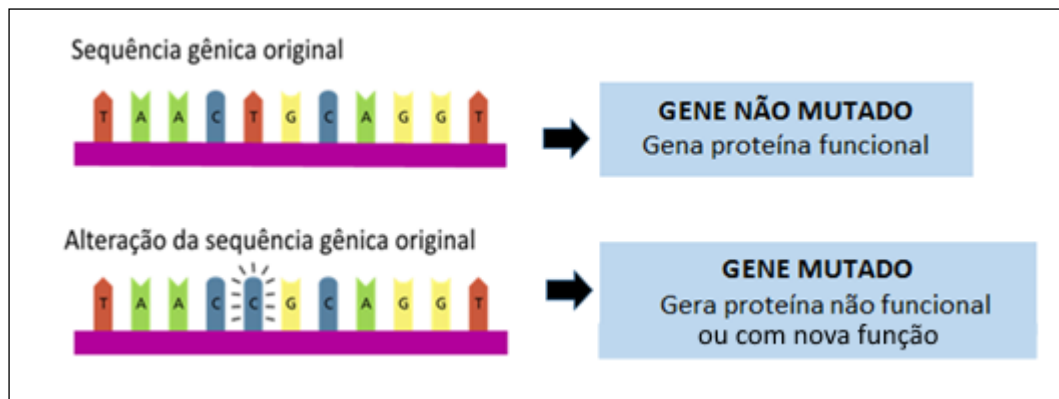 Sequência gênica original
T A A C T G C A G G T
GENE NÃO MUTADO
Gena proteína funcional
Alteração da sequência gênica original
T A A C C G C A G G T
GENE MUTADO
Gera proteína não funcional
ou com nova função